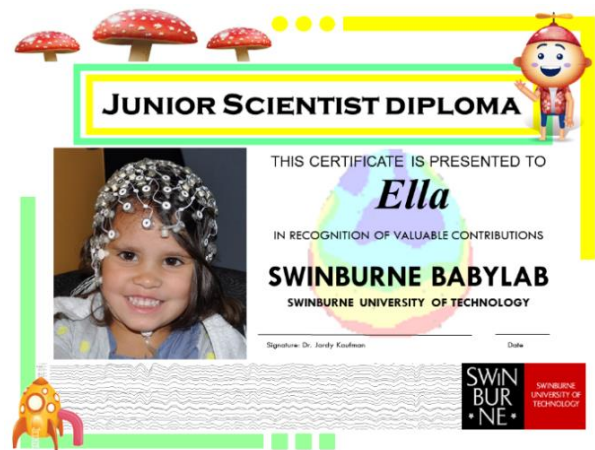 JUNIOR SCIENTIST DIPLOMA
THIS CERTIFICATE IS PRESENTED TO
Ella
IN RECOGNITION OF VALUABLE CONTRIBUTIONS
SWINBURNE BABYLAB
SWINBURNE UNIVERSITY OF TECHNOLOGY
Signature: Dr. Jordy Kaufman
Date
SWIN
BUR
NE
SWINBURNE
UNIVERSITY OF
TECHNOLOGY